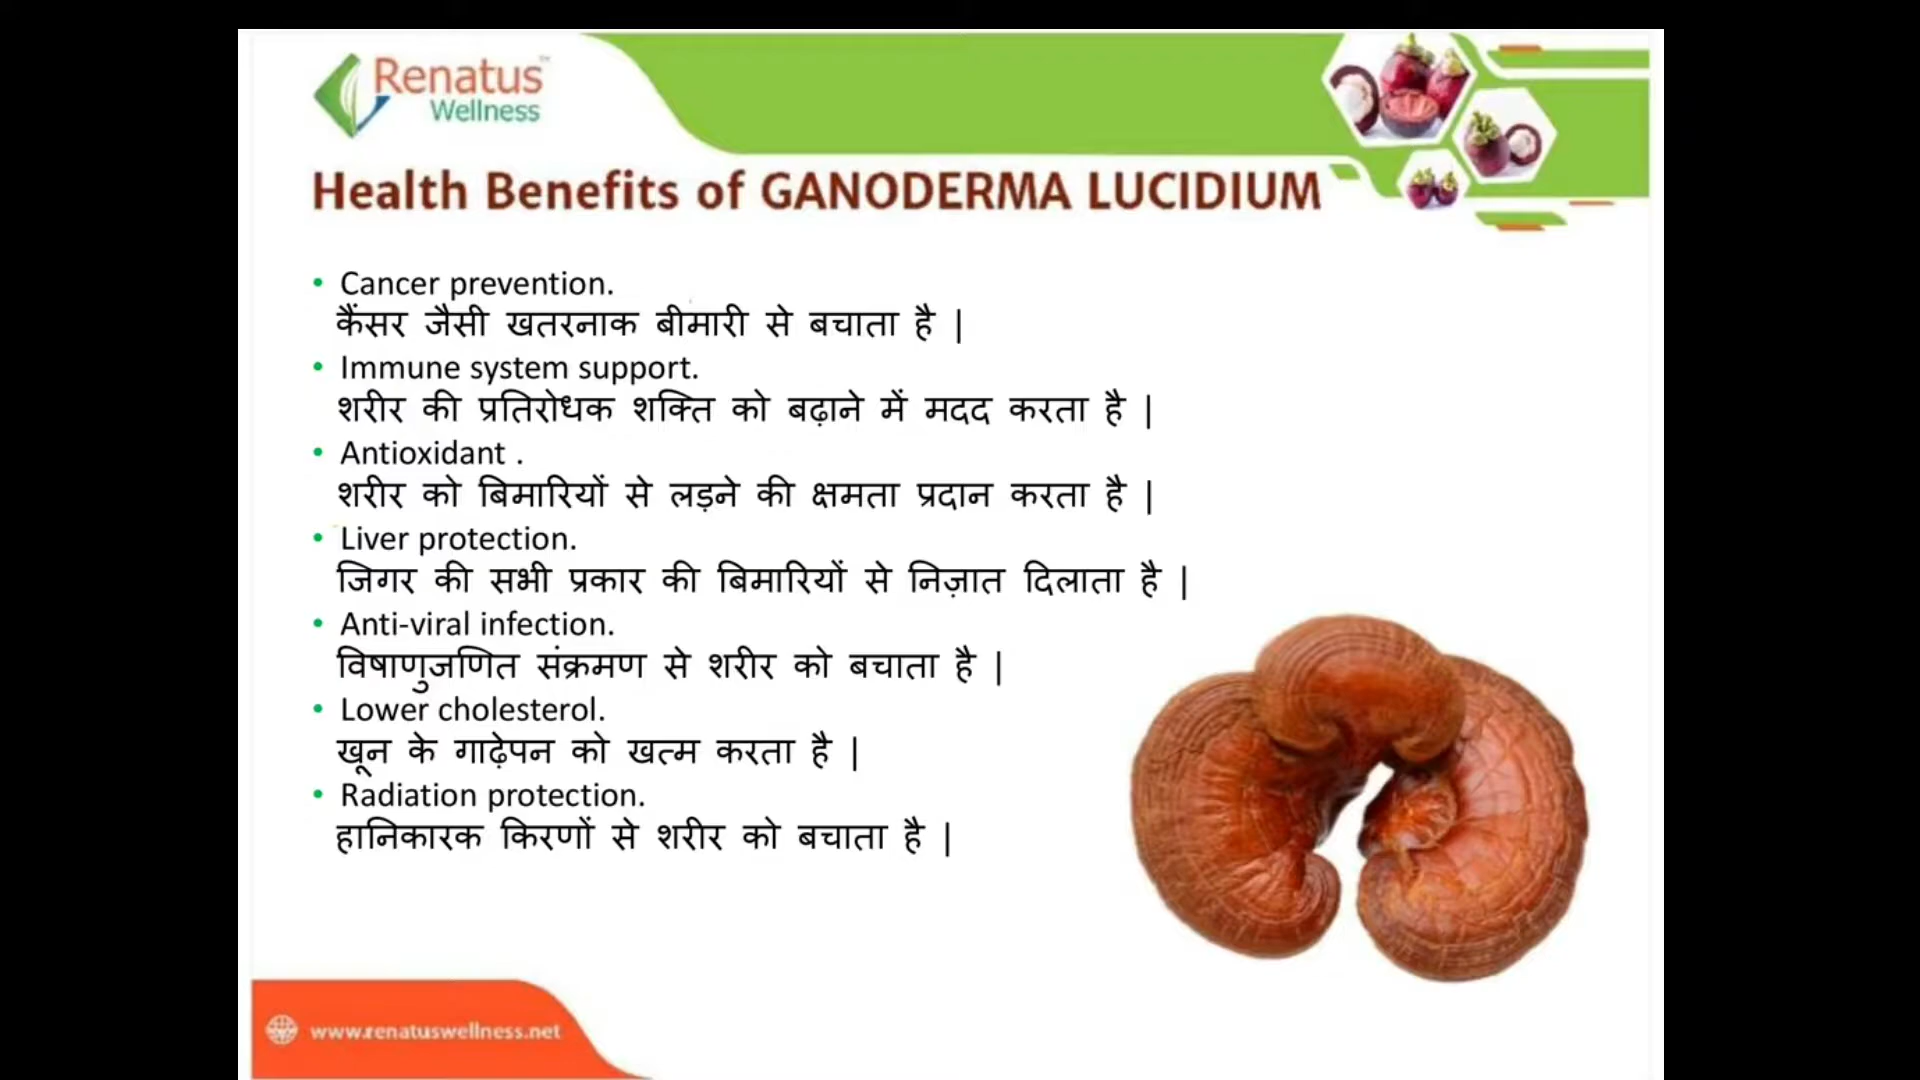 Renatus™
Wellness
Health Benefits of GANODERMA LUCIDIUM
• Cancer prevention.
कैंसर जैसी खतरनाक बीमारी से बचाता है |
• Immune system support.
शरीर की प्रतिरोधक शक्ति को बढ़ाने में मदद करता है |
• Antioxidant .
शरीर को बिमारियों से लड़ने की क्षमता प्रदान करता है |
• Liver protection.
जिगर की सभी प्रकार की बिमारियों से निज़ात दिलाता है |
• Anti-viral infection.
विषाणुजणित संक्रमण से शरीर को बचाता है |
• Lower cholesterol.
खून के गाढ़ेपन को खत्म करता है |
• Radiation protection.
हानिकारक किरणों से शरीर को बचाता है |
www.renatuswellness.net